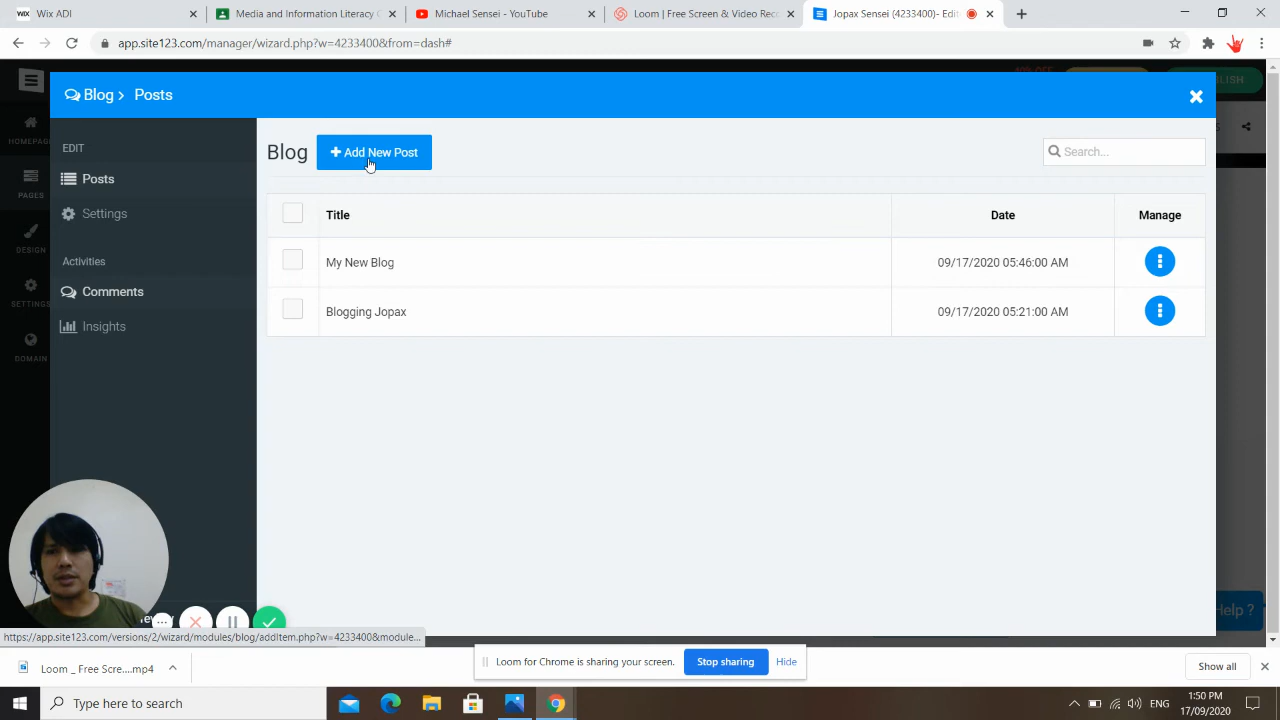 WIX Wix ADI
Media and Information Literacy
Michael Sensei - YouTube
Loom | Free Screen & Video Rec
Jopax Sensei (4233400)- Edit
app.site123.com/manager/wizard.php?w=4233400&from=dash#
Blog > Posts
HOMEPAG
PAGES
DESIGN
SETTINGS
DOMAIN
EDIT
Posts
Settings
Activities
Comments
Insights
Blog
+ Add New Post
Search...
Title
Date
Manage
My New Blog
09/17/2020 05:46:00 AM
Blogging Jopax
09/17/2020 05:21:00 AM
Help ?
https://app.site123.com/versions/2/wizard/modules/blog/addItem.php?w=4233400&module...
Loom _ Free Scre....mp4
Loom for Chrome is sharing your screen.
Stop sharing
Hide
Show all
Type here to search
ENG
1:50 PM
17/09/2020